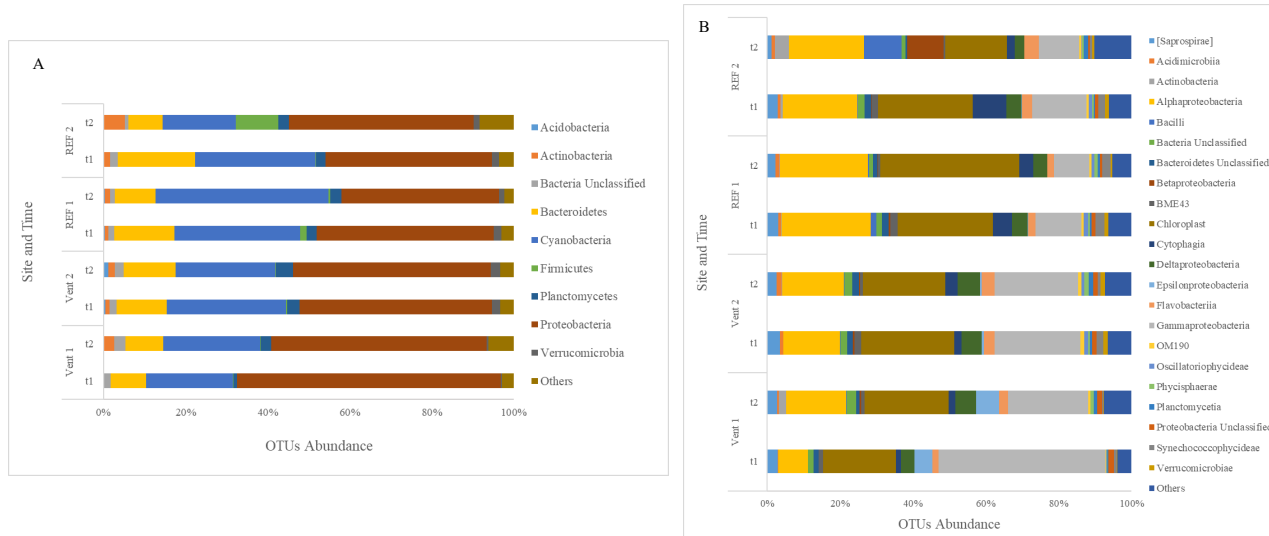 A
REF 2
t2
t1
REF 1
t2
t1
Vent 2
t2
t1
Vent 1
t2
t1
Site and Time
0%
20%
40%
60%
80%
100%
OTUs Abundance
Acidobacteria
Actinobacteria
Bacteria Unclassified
Bacteroidetes
Cyanobacteria
Firmicutes
Planctomycetes
Proteobacteria
Verrucomicrobia
Others
B
REF 2
t2
t1
REF 1
t2
t1
Vent 2
t2
t1
Vent 1
t2
t1
Site and Time
0%
20%
40%
60%
80%
100%
OTUs Abundance
[Saprospirae]
Acidimicrobiia
Actinobacteria
Alphaproteobacteria
Bacilli
Bacteria Unclassified
Bacteroidetes Unclassified
Betaproteobacteria
BME43
Chloroplast
Cytophagia
Deltaproteobacteria
Epsilonproteobacteria
Flavobacteriia
Gammaproteobacteria
OM190
Oscillatoriophycideae
Phycisphaerae
Planctomycetia
Proteobacteria Unclassified
Synechococcophycideae
Verrucomicrobiae
Others